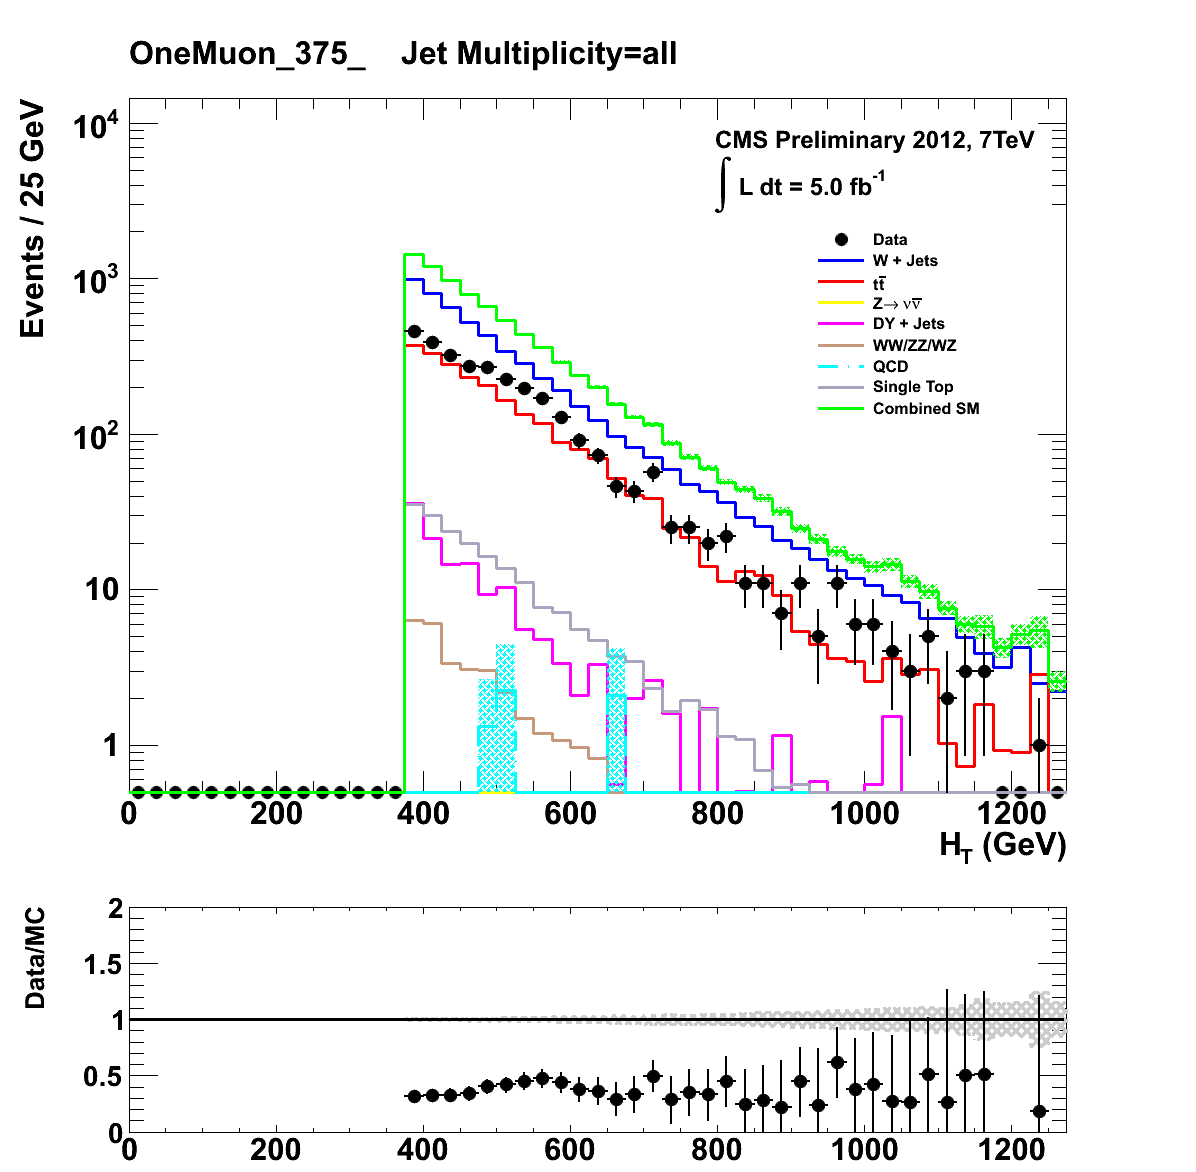 OneMuon_375_ Jet Multiplicity=all
Events / 25 GeV
10⁴
10³
10²
10
1
CMS Preliminary 2012, 7TeV
∫ L dt = 5.0 fb⁻¹
Data
W + Jets
tt̅
Z→ νν̅
DY + Jets
WW/ZZ/WZ
QCD
Single Top
Combined SM
0 200 400 600 800 1000 1200
H_T (GeV)
Data/MC
2
1.5
1
0.5
0
0 200 400 600 800 1000 1200